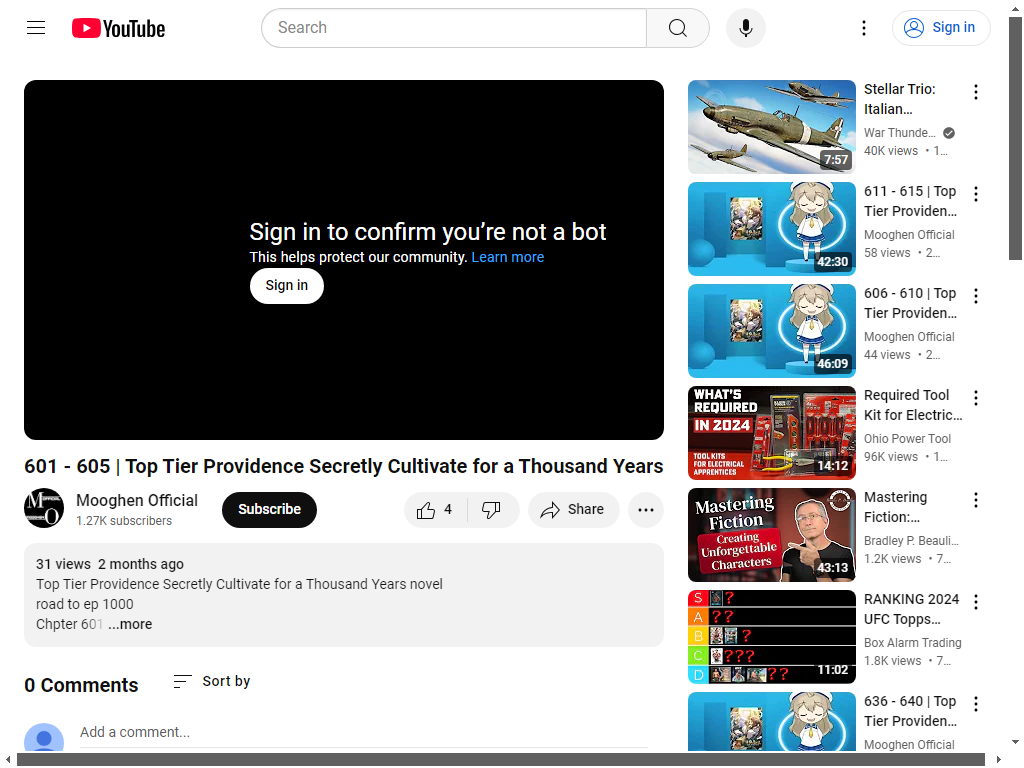 YouTube
Search
Sign in
Sign in to confirm you’re not a bot
This helps protect our community. Learn more
Sign in
601 - 605 | Top Tier Providence Secretly Cultivate for a Thousand Years
Mooghen Official
1.27K subscribers
Subscribe
4
Share
31 views 2 months ago
Top Tier Providence Secretly Cultivate for a Thousand Years novel
road to ep 1000
Chpter 601 ...more
0 Comments
Sort by
Add a comment...
7:57
Stellar Trio:
Italian...
War Thunde...
40K views • 1...
42:30
611 - 615 | Top
Tier Providen...
Mooghen Official
58 views • 2...
46:09
606 - 610 | Top
Tier Providen...
Mooghen Official
44 views • 2...
WHAT'S
REQUIRED
IN 2024
TOOL KITS
FOR ELECTRICAL
APPRENTICES
14:12
Required Tool
Kit for Electric...
Ohio Power Tool
96K views • 1...
Mastering
Fiction
Creating
Unforgettable
Characters
43:13
Mastering
Fiction:...
Bradley P. Beauli...
1.2K views • 7...
S ?
A ??
B ?
C ???
D ??
11:02
RANKING 2024
UFC Topps...
Box Alarm Trading
1.8K views • 7...
636 - 640 | Top
Tier Providen...
Mooghen Official